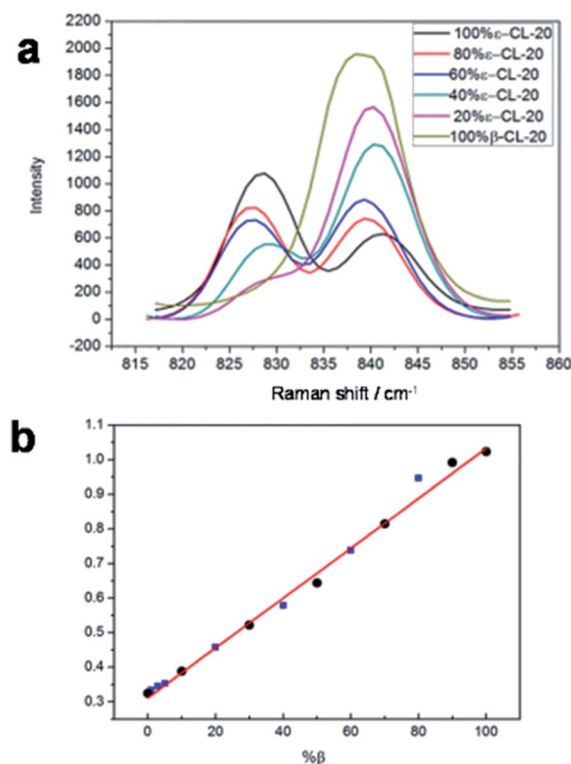 a
2200
2000
1800
1600
1400
1200
1000
800
600
400
200
0
-200
Intensity
100%ε–CL-20
80%ε–CL-20
60%ε–CL-20
40%ε–CL-20
20%ε–CL-20
100%β-CL-20
815 820 825 830 835 840 845 850 855 860
Raman shift / cm-1
b
1.1
1.0
0.9
0.8
0.7
0.6
0.5
0.4
0.3
0 20 40 60 80 100
%β